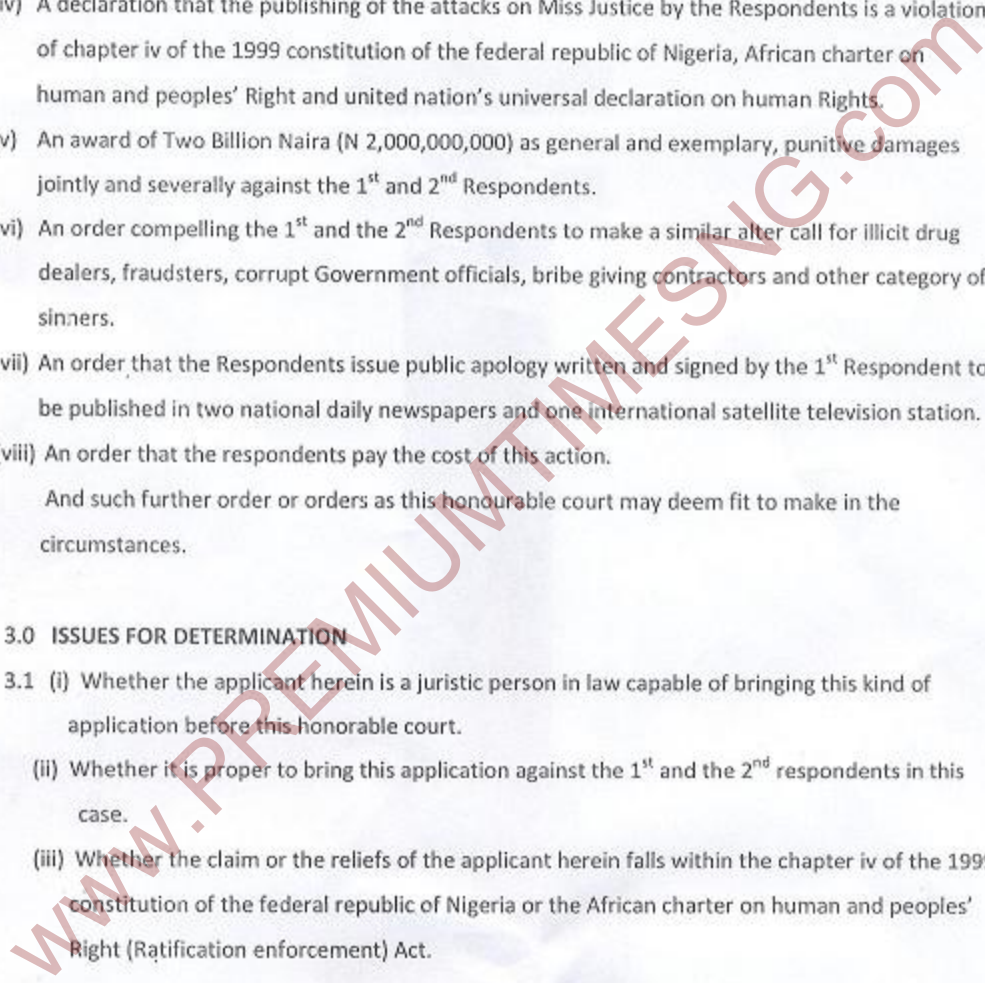 iv) A declaration that the publishing of the attacks on Miss Justice by the Respondents is a violation
of chapter iv of the 1999 constitution of the federal republic of Nigeria, African charter on
human and peoples' Right and united nation's universal declaration on human Rights.
v) An award of Two Billion Naira (N 2,000,000,000) as general and exemplary, punitive damages
jointly and severally against the 1st and 2nd Respondents.
vi) An order compelling the 1st and the 2nd Respondents to make a similar alter call for illicit drug
dealers, fraudsters, corrupt Government officials, bribe giving contractors and other category of
sinners.
vii) An order that the Respondents issue public apology written and signed by the 1st Respondent to
be published in two national daily newspapers and one international satellite television station.
viii) An order that the respondents pay the cost of this action.
And such further order or orders as this honourable court may deem fit to make in the
circumstances.
3.0 ISSUES FOR DETERMINATION
3.1 (i) Whether the applicant herein is a juristic person in law capable of bringing this kind of
application before this honorable court.
(ii) Whether it is proper to bring this application against the 1st and the 2nd respondents in this
case.
(iii) Whether the claim or the reliefs of the applicant herein falls within the chapter iv of the 199
constitution of the federal republic of Nigeria or the African charter on human and peoples'
Right (Ratification enforcement) Act.
www.PREMIUMTIMESNG.com